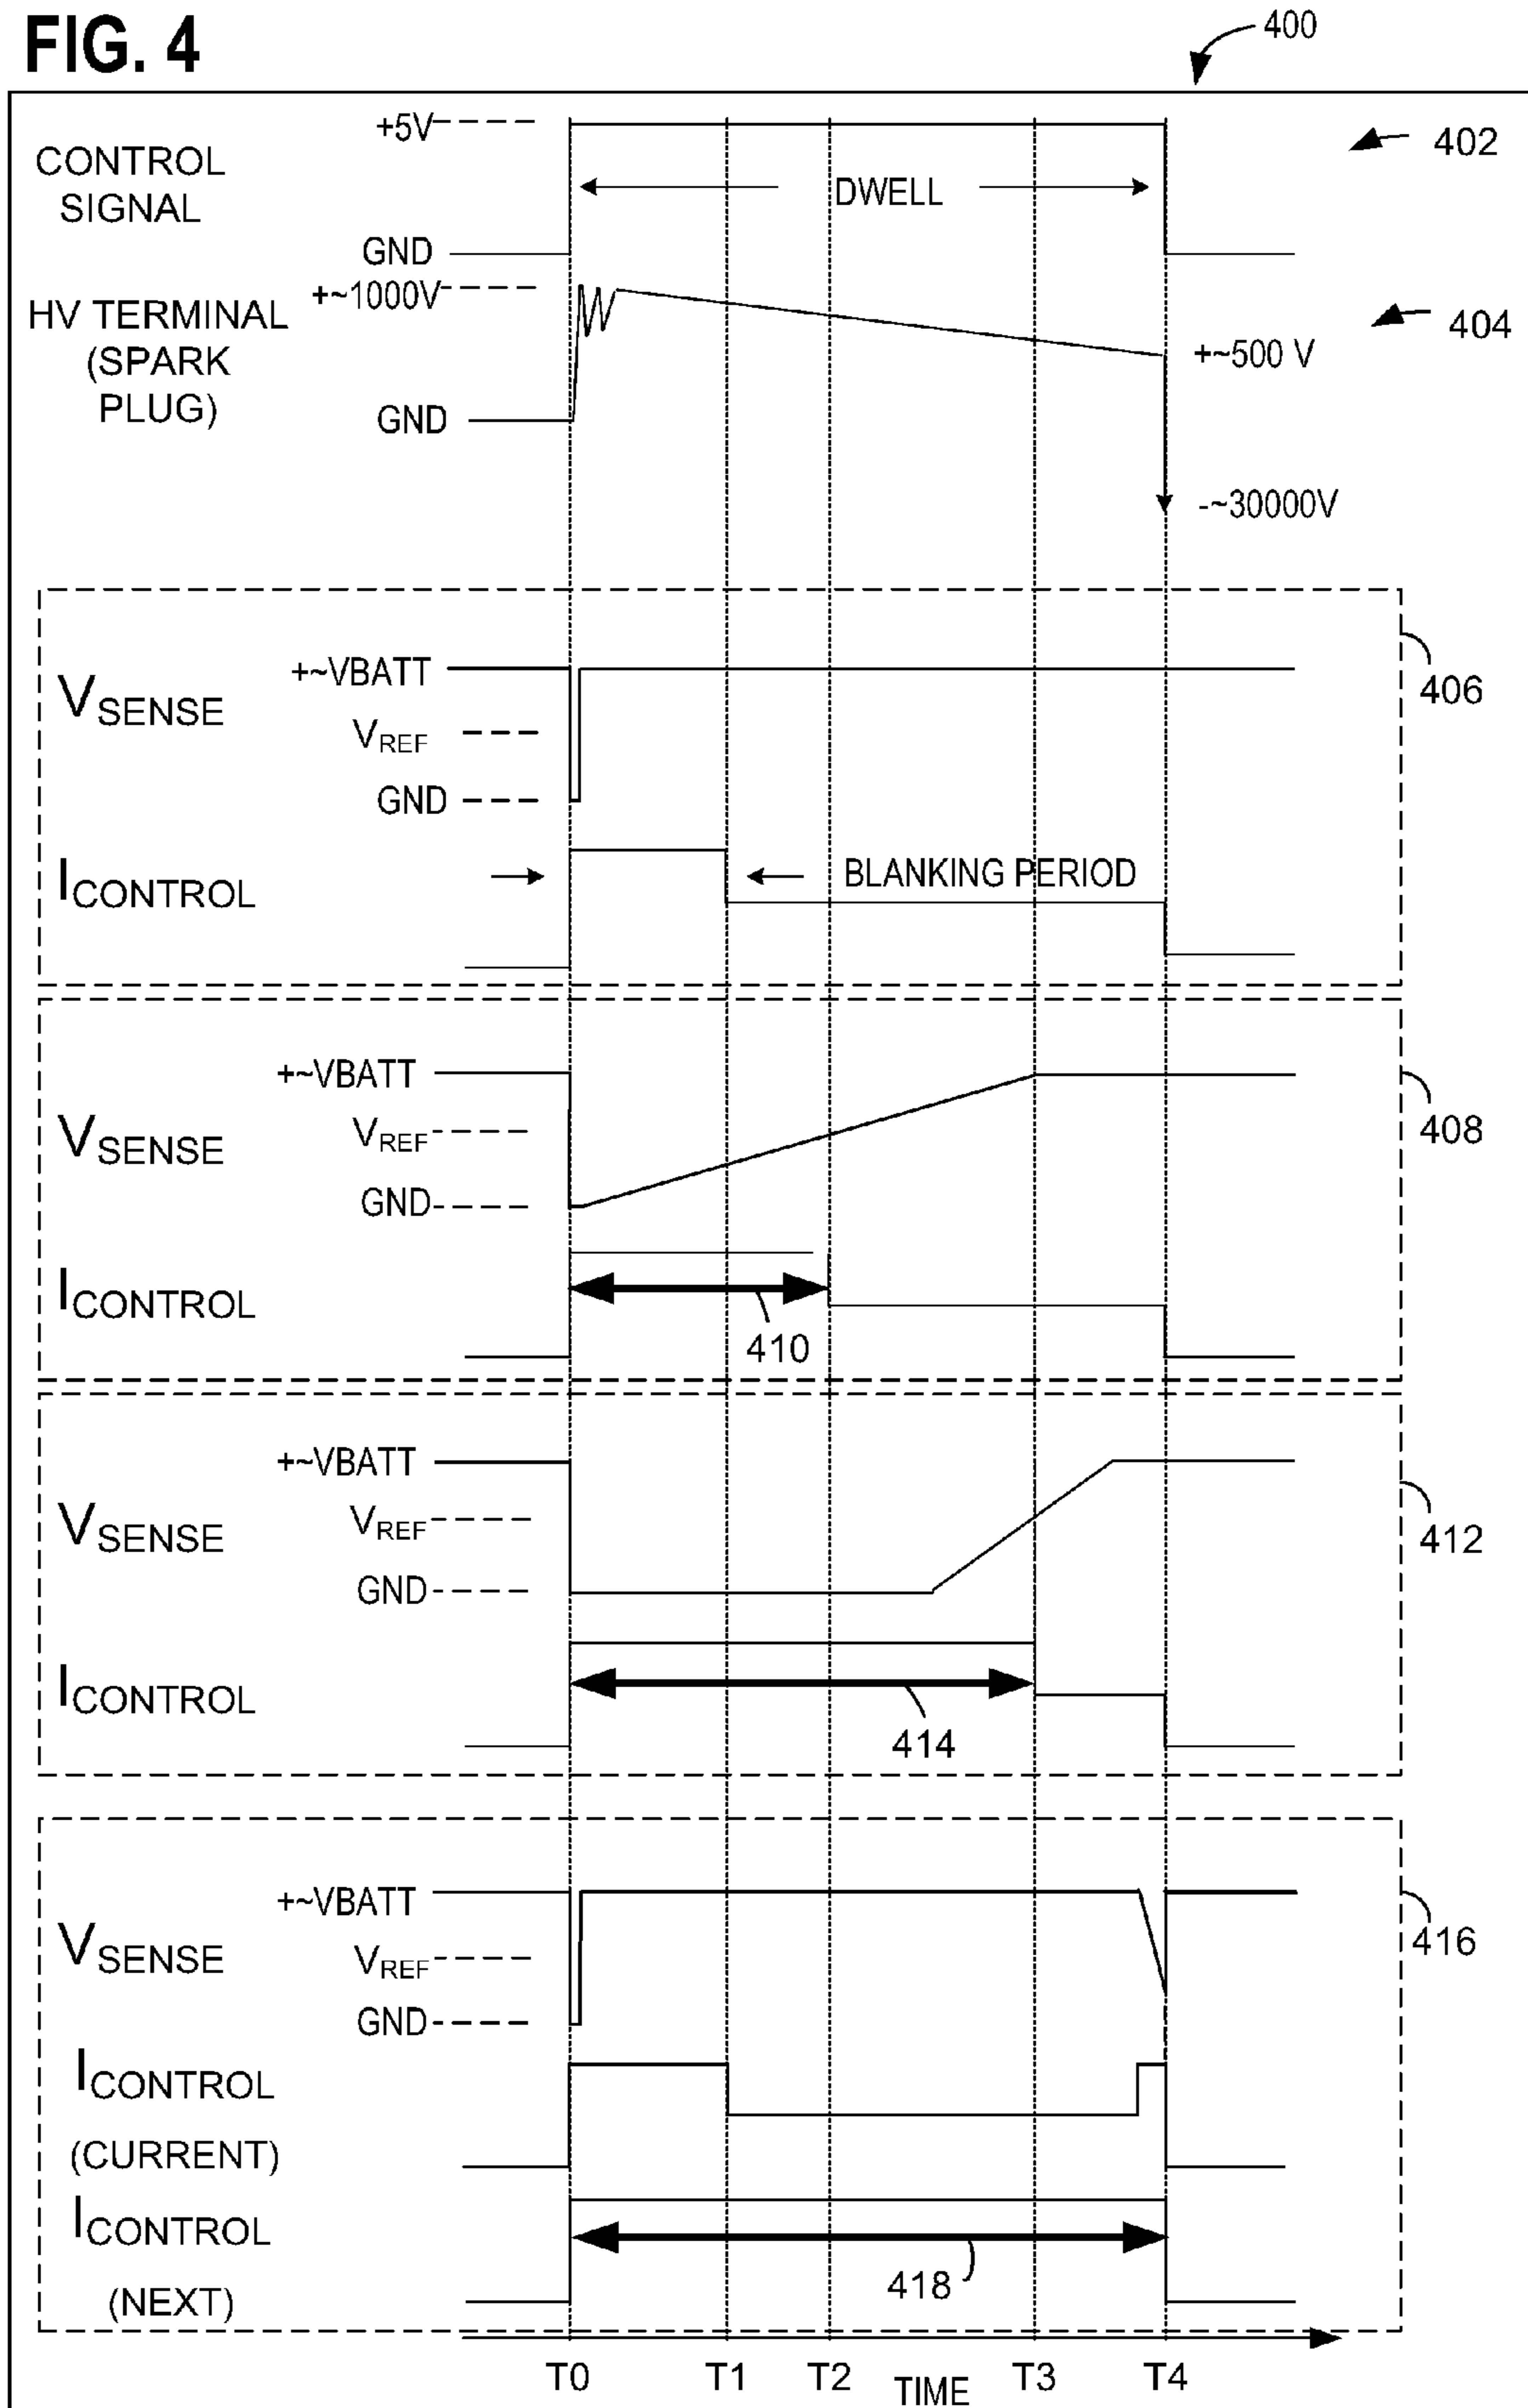 FIG. 4
400
+5V
402
CONTROL
SIGNAL
DWELL
GND
+~1000V
HV TERMINAL
(SPARK
PLUG)
404
+~500 V
GND
-~30000V
+~VBATT
406
VSENSE
VREF
GND
ICONTROL
BLANKING PERIOD
+~VBATT
408
VSENSE
VREF
GND
ICONTROL
410
+~VBATT
412
VSENSE
VREF
GND
ICONTROL
414
+~VBATT
416
VSENSE
VREF
GND
ICONTROL
(CURRENT)
ICONTROL
(NEXT)
418
T0 T1 T2 T3 T4
TIME